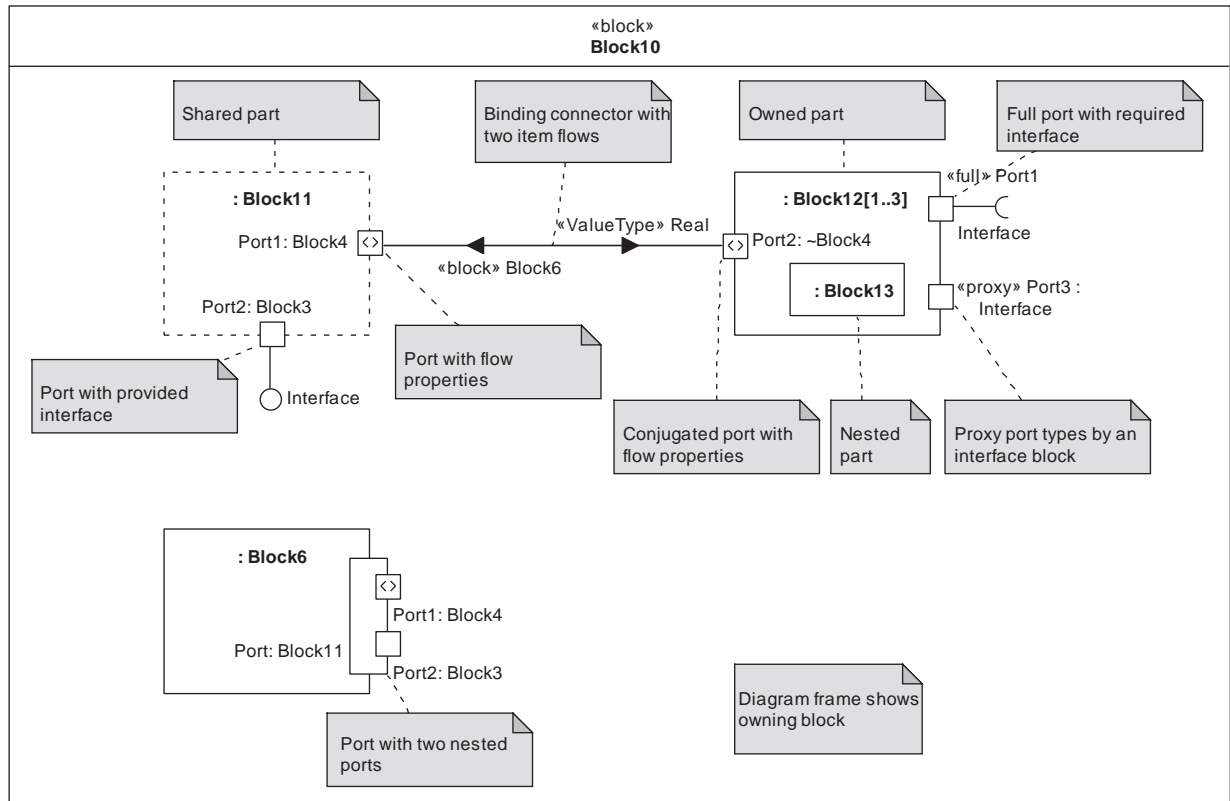 «block»
Block10
Shared part
Binding connector with
two item flows
Owned part
Full port with required
interface
: Block11
«ValueType» Real
: Block12[1..3]
«full» Port1
Interface
Port1: Block4
«block» Block6
Port2: ~Block4
: Block13
«proxy» Port3 :
Interface
Port2: Block3
Port with provided
interface
Interface
Port with flow
properties
Conjugated port with
flow properties
Nested
part
Proxy port types by an
interface block
: Block6
Port1: Block4
Port: Block11
Port2: Block3
Port with two nested
ports
Diagram frame shows
owning block